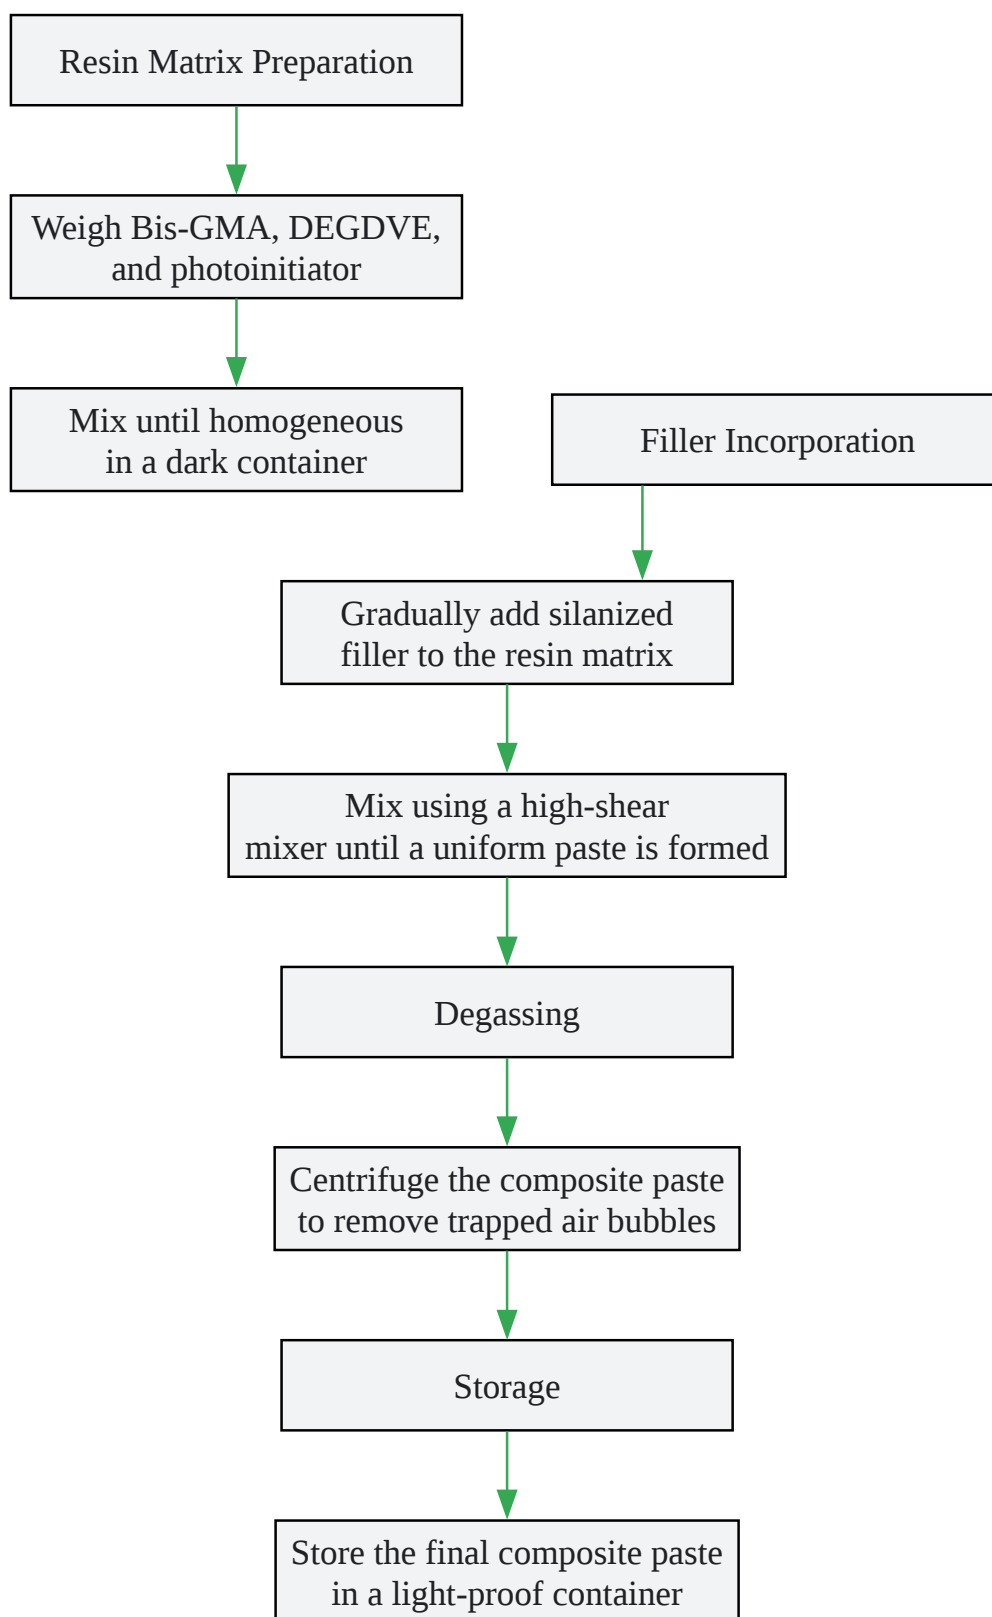 Resin Matrix Preparation
Weigh Bis-GMA, DEGDVE,
and photoinitiator
Mix until homogeneous
in a dark container
Filler Incorporation
Gradually add silanized
filler to the resin matrix
Mix using a high-shear
mixer until a uniform paste is formed
Degassing
Centrifuge the composite paste
to remove trapped air bubbles
Storage
Store the final composite paste
in a light-proof container